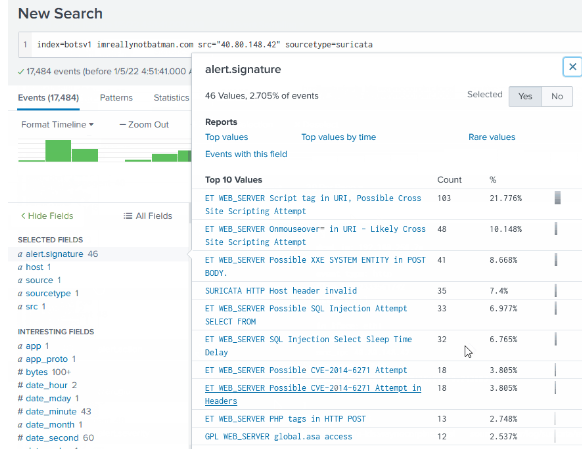 New Search
1 index=botsv1 imreallynotbatman.com src="40.80.148.42" sourcetype=suricata
✓ 17,484 events (before 1/5/22 4:51:41.000 A
Events (17,484) Patterns Statistics
Format Timeline ▾ — Zoom Out
< Hide Fields ≔ All Fields
SELECTED FIELDS
a alert.signature 46
a host 1
a source 1
a sourcetype 1
a src 1
INTERESTING FIELDS
a app 1
a app_proto 1
# bytes 100+
# date_hour 2
# date_mday 1
# date_minute 43
a date_month 1
# date_second 60
alert.signature
46 Values, 2.705% of events Selected Yes No
Reports
Top values Top values by time Rare values
Events with this field
Top 10 Values Count %
ET WEB_SERVER Script tag in URI, Possible Cross 103 21.776%
Site Scripting Attempt
ET WEB_SERVER Onmouseover= in URI - Likely Cross 48 10.148%
Site Scripting Attempt
ET WEB_SERVER Possible XXE SYSTEM ENTITY in POST 41 8.668%
BODY.
SURICATA HTTP Host header invalid 35 7.4%
ET WEB_SERVER Possible SQL Injection Attempt 33 6.977%
SELECT FROM
ET WEB_SERVER SQL Injection Select Sleep Time 32 6.765%
Delay
ET WEB_SERVER Possible CVE-2014-6271 Attempt 18 3.805%
ET WEB_SERVER Possible CVE-2014-6271 Attempt in 18 3.805%
Headers
ET WEB_SERVER PHP tags in HTTP POST 13 2.748%
GPL WEB_SERVER global.asa access 12 2.537%